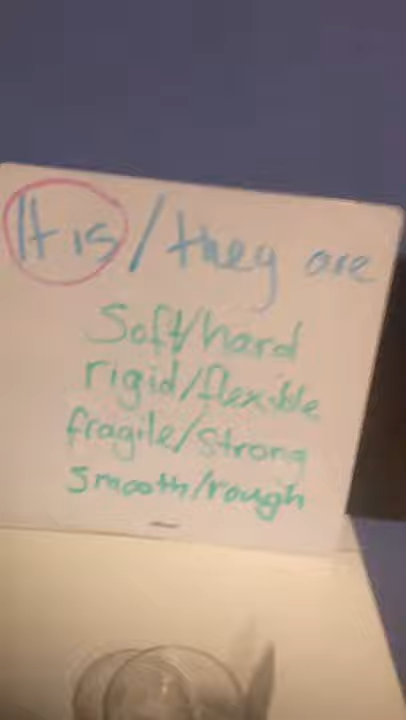 It is / they are
Soft/hard
rigid/flexible
fragile/strong
smooth/rough